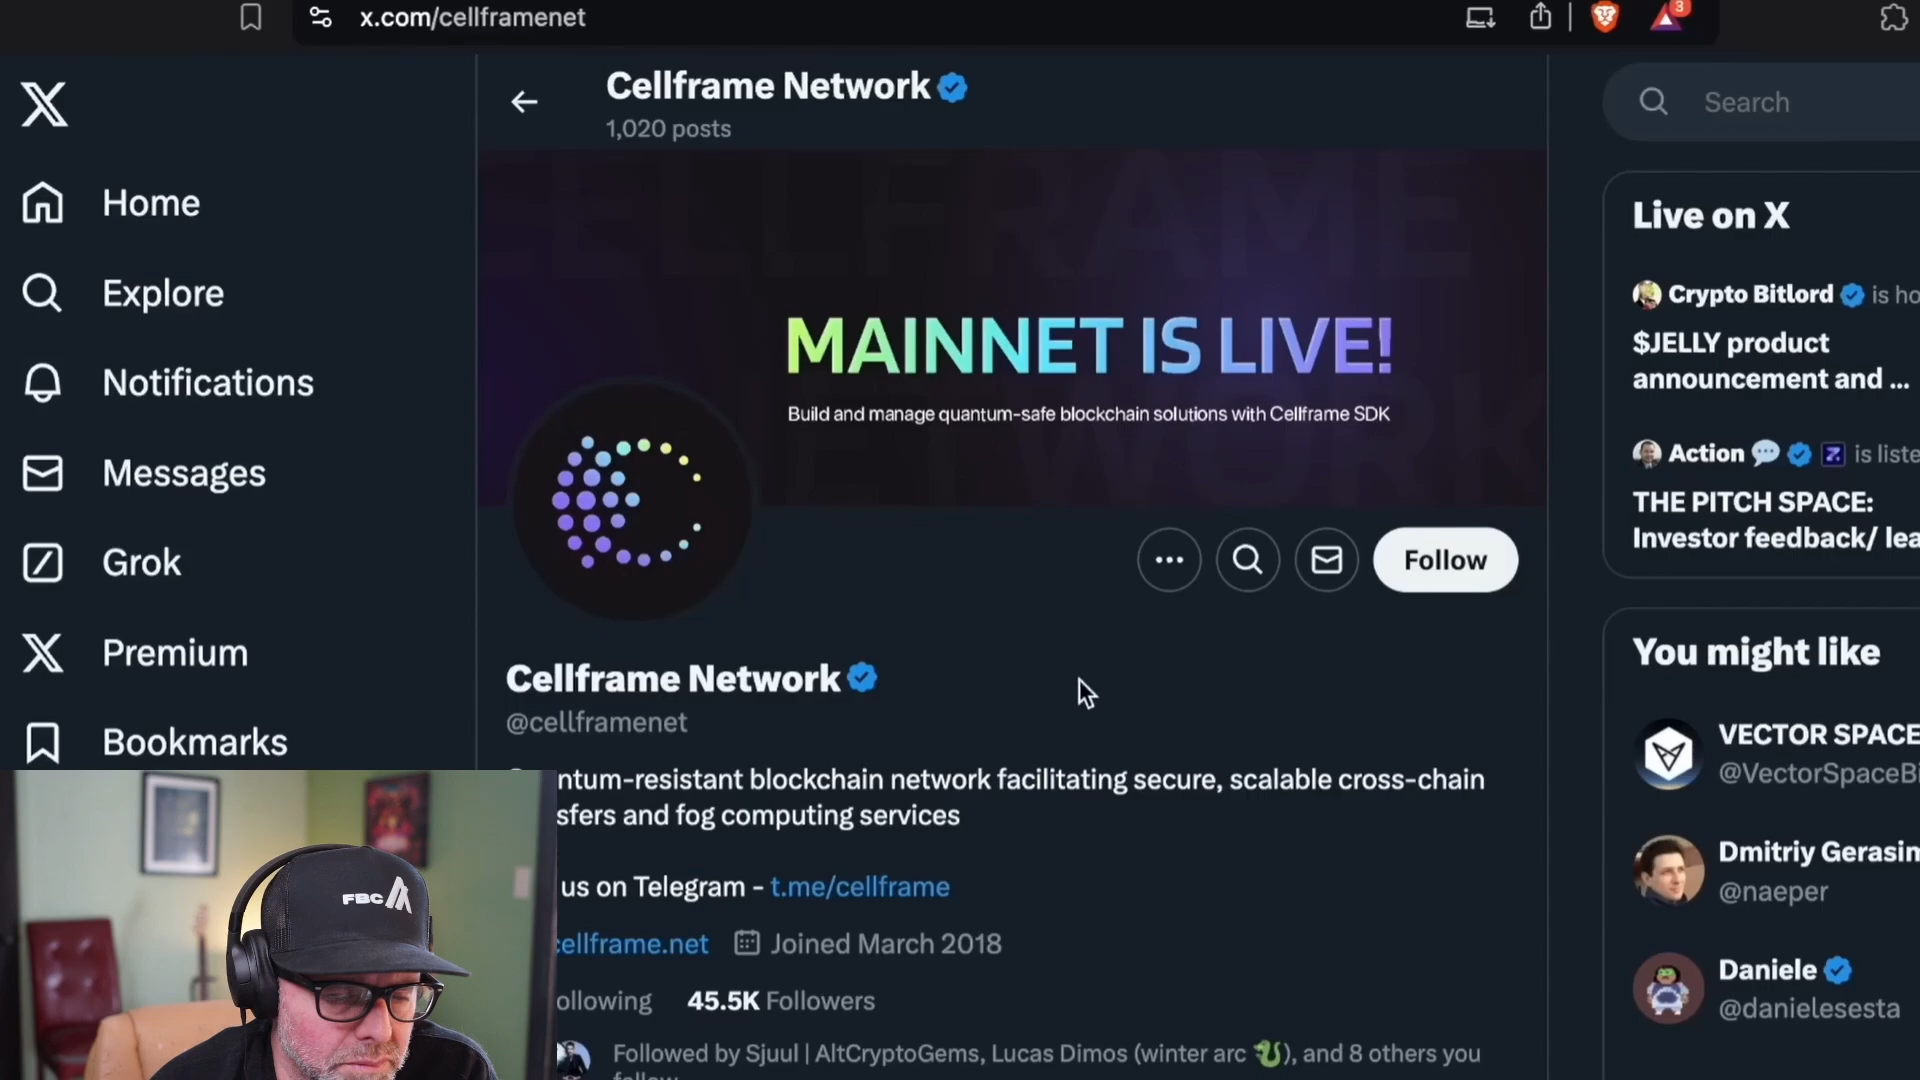 x.com/cellframenet
3
Cellframe Network
1,020 posts
Search
Home
Explore
Notifications
Messages
Grok
Premium
Bookmarks
MAINNET IS LIVE!
Build and manage quantum-safe blockchain solutions with Cellframe SDK
Follow
Cellframe Network
@cellframenet
ntum-resistant blockchain network facilitating secure, scalable cross-chain
sfers and fog computing services
us on Telegram - t.me/cellframe
cellframe.net Joined March 2018
ollowing 45.5K Followers
Followed by Sjuul | AltCryptoGems, Lucas Dimos (winter arc 🐉), and 8 others you
Live on X
Crypto Bitlord is ho
$JELLY product
announcement and ...
Action 💬 is liste
THE PITCH SPACE:
Investor feedback/ lea
You might like
VECTOR SPACE
@VectorSpaceBi
Dmitriy Gerasim
@naeper
Daniele
@danielesesta
FBC